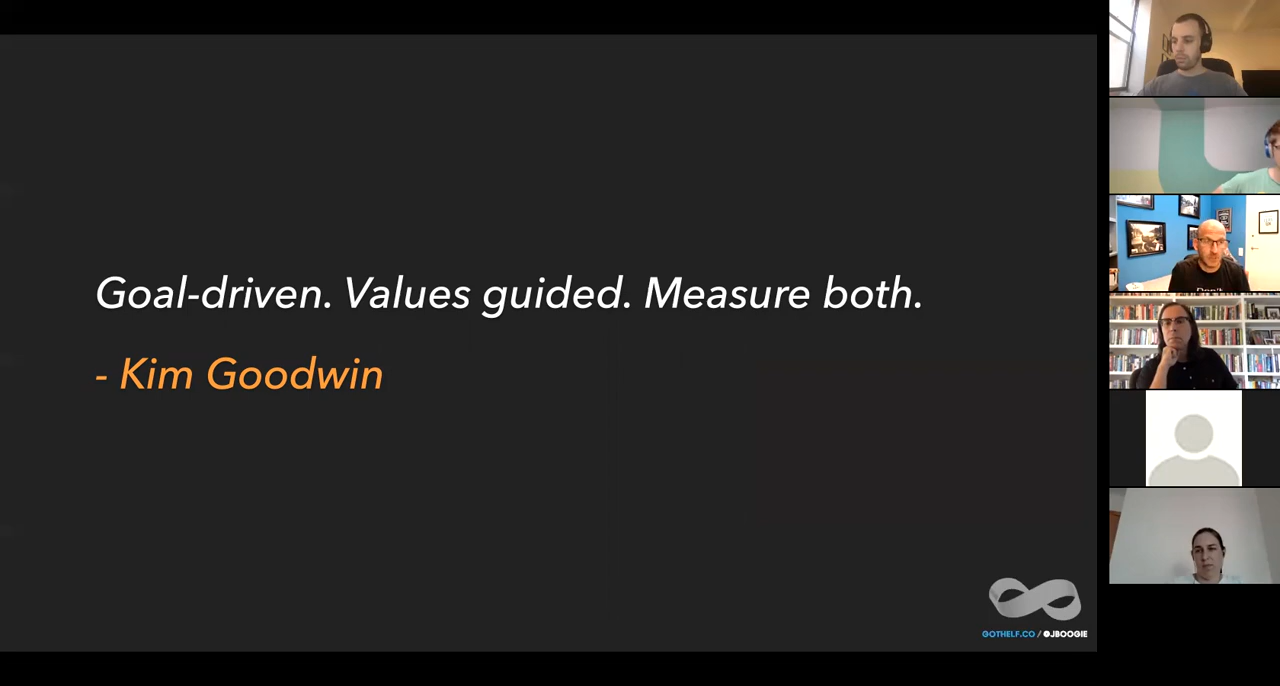 Goal-driven. Values guided. Measure both.
- Kim Goodwin
GOTHELF.CO / @JBOOGIE